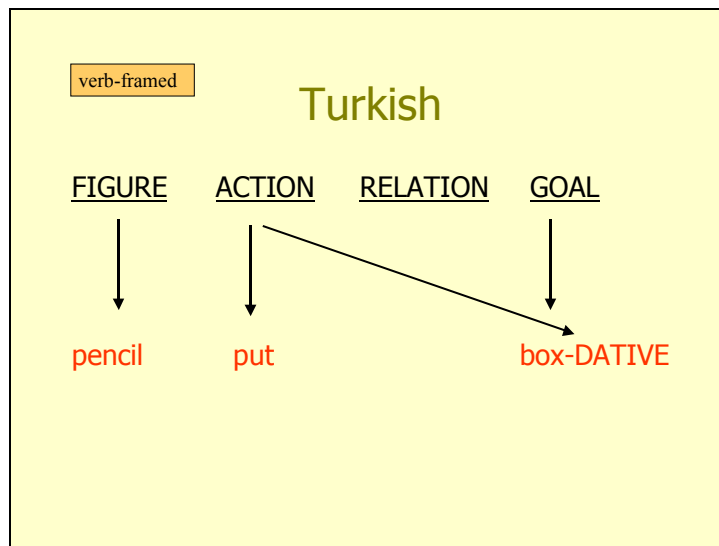 verb-framed
Turkish
FIGURE ACTION RELATION GOAL
pencil put box-DATIVE